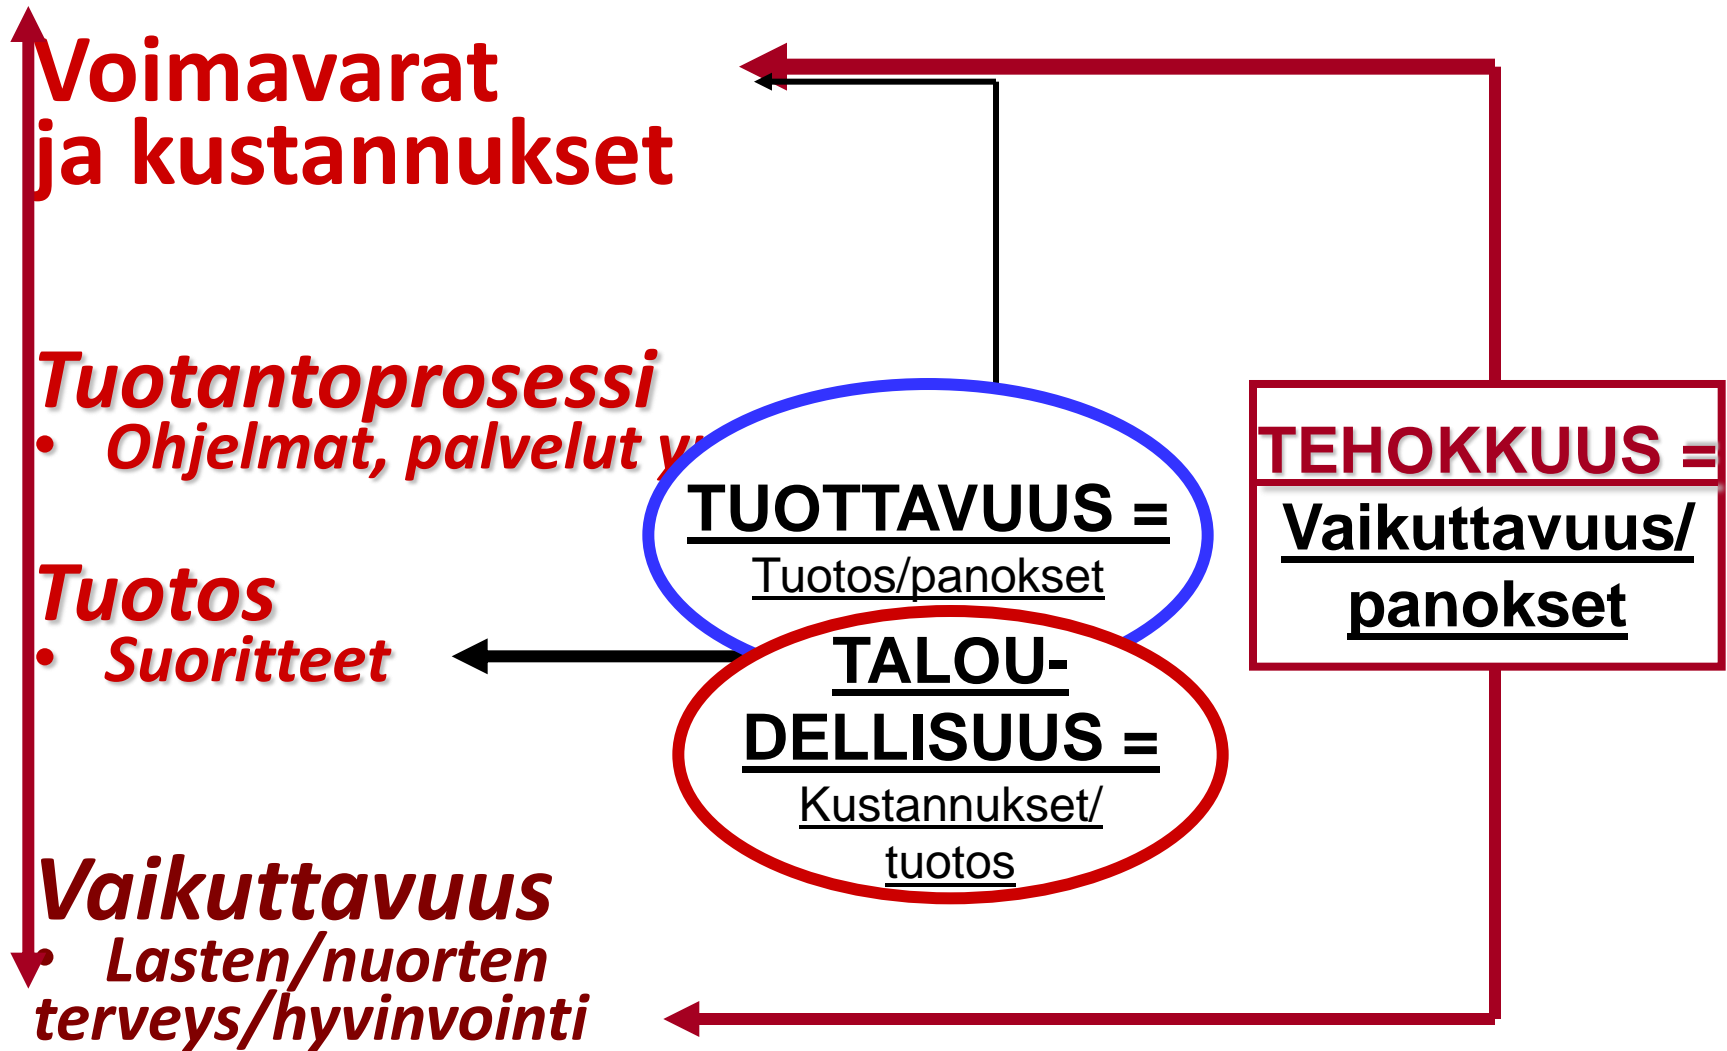 Voimavarat
ja kustannukset
Tuotantoprosessi
• Ohjelmat, palvelut
Tuotos
• Suoritteet
Vaikuttavuus
• Lasten/nuorten
terveys/hyvinvointi
TUOTTAVUUS =
Tuotos/panokset
TALOU-
DELLISUUS =
Kustannukset/
tuotos
TEHOKKUUS =
Vaikuttavuus/
panokset